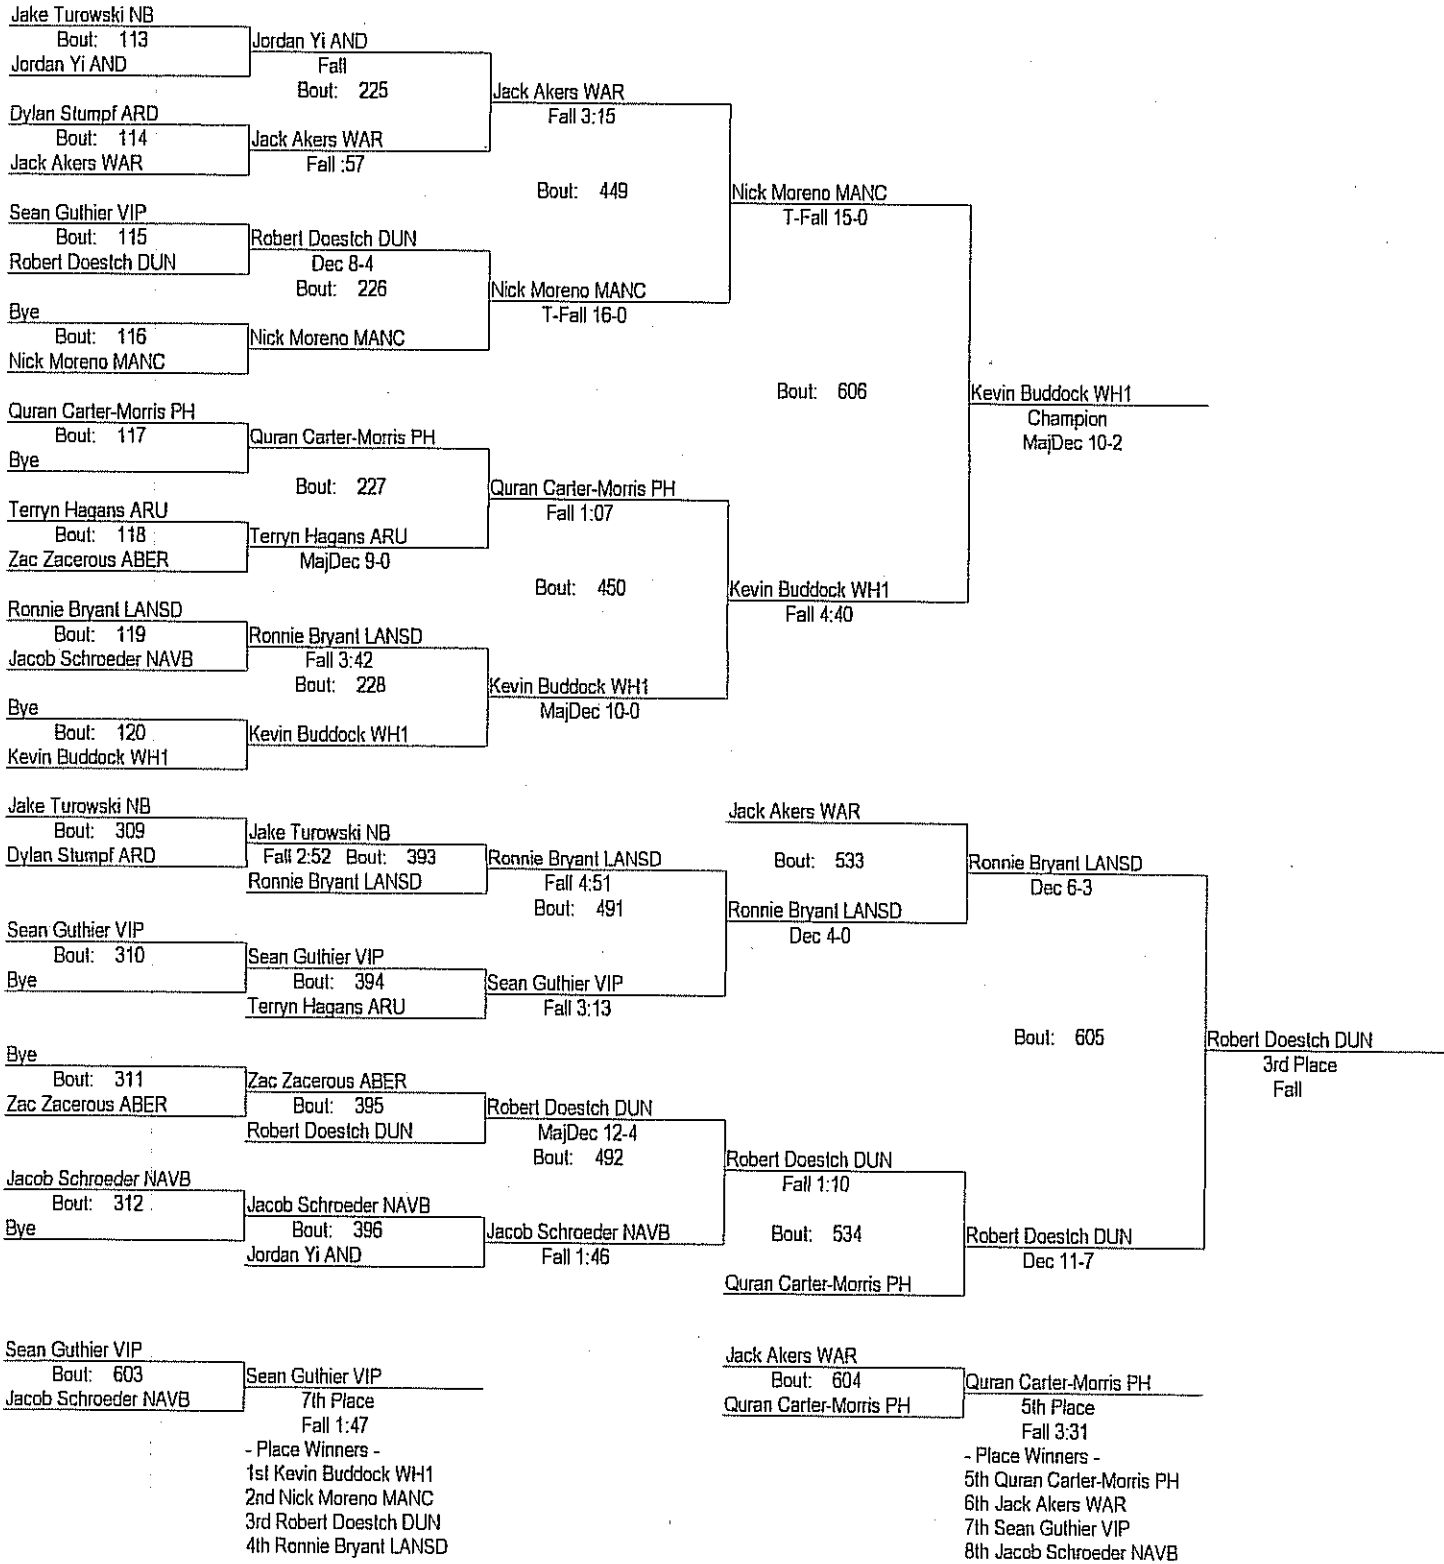 Jake Turowski NB
Bout: 113
Jordan Yi AND
Jordan Yi AND
Fall
Bout: 225
Dylan Stumpf ARD
Bout: 114
Jack Akers WAR
Jack Akers WAR
Fall :57
Jack Akers WAR
Fall 3:15
Bout: 449
Sean Guthier VIP
Bout: 115
Robert Doestch DUN
Robert Doestch DUN
Dec 8-4
Bout: 226
Bye
Bout: 116
Nick Moreno MANC
Nick Moreno MANC
Nick Moreno MANC
T-Fall 16-0
Nick Moreno MANC
T-Fall 15-0
Bout: 606
Quran Carter-Morris PH
Bout: 117
Bye
Quran Carter-Morris PH
Bout: 227
Terryn Hagans ARU
Bout: 118
Zac Zacerous ABER
Terryn Hagans ARU
MajDec 9-0
Quran Carter-Morris PH
Fall 1:07
Bout: 450
Ronnie Bryant LANSD
Bout: 119
Jacob Schroeder NAVB
Ronnie Bryant LANSD
Fall 3:42
Bout: 228
Bye
Bout: 120
Kevin Buddock WH1
Kevin Buddock WH1
Kevin Buddock WH1
MajDec 10-0
Kevin Buddock WH1
Fall 4:40
Kevin Buddock WH1
Champion
MajDec 10-2
Jake Turowski NB
Bout: 309
Dylan Stumpf ARD
Jake Turowski NB
Fall 2:52 Bout: 393
Ronnie Bryant LANSD
Ronnie Bryant LANSD
Fall 4:51
Bout: 491
Sean Guthier VIP
Bout: 310
Bye
Sean Guthier VIP
Bout: 394
Terryn Hagans ARU
Sean Guthier VIP
Fall 3:13
Jack Akers WAR
Bout: 533
Ronnie Bryant LANSD
Dec 4-0
Ronnie Bryant LANSD
Dec 6-3
Bout: 605
Bye
Bout: 311
Zac Zacerous ABER
Zac Zacerous ABER
Bout: 395
Robert Doestch DUN
Robert Doestch DUN
MajDec 12-4
Bout: 492
Jacob Schroeder NAVB
Bout: 312
Bye
Jacob Schroeder NAVB
Bout: 396
Jordan Yi AND
Jacob Schroeder NAVB
Fall 1:46
Robert Doestch DUN
Fall 1:10
Bout: 534
Quran Carter-Morris PH
Robert Doestch DUN
Dec 11-7
Robert Doestch DUN
3rd Place
Fall
Sean Guthier VIP
Bout: 603
Jacob Schroeder NAVB
Sean Guthier VIP
7th Place
Fall 1:47
- Place Winners -
1st Kevin Buddock WH1
2nd Nick Moreno MANC
3rd Robert Doestch DUN
4th Ronnie Bryant LANSD
Jack Akers WAR
Bout: 604
Quran Carter-Morris PH
Quran Carter-Morris PH
5th Place
Fall 3:31
- Place Winners -
5th Quran Carter-Morris PH
6th Jack Akers WAR
7th Sean Guthier VIP
8th Jacob Schroeder NAVB